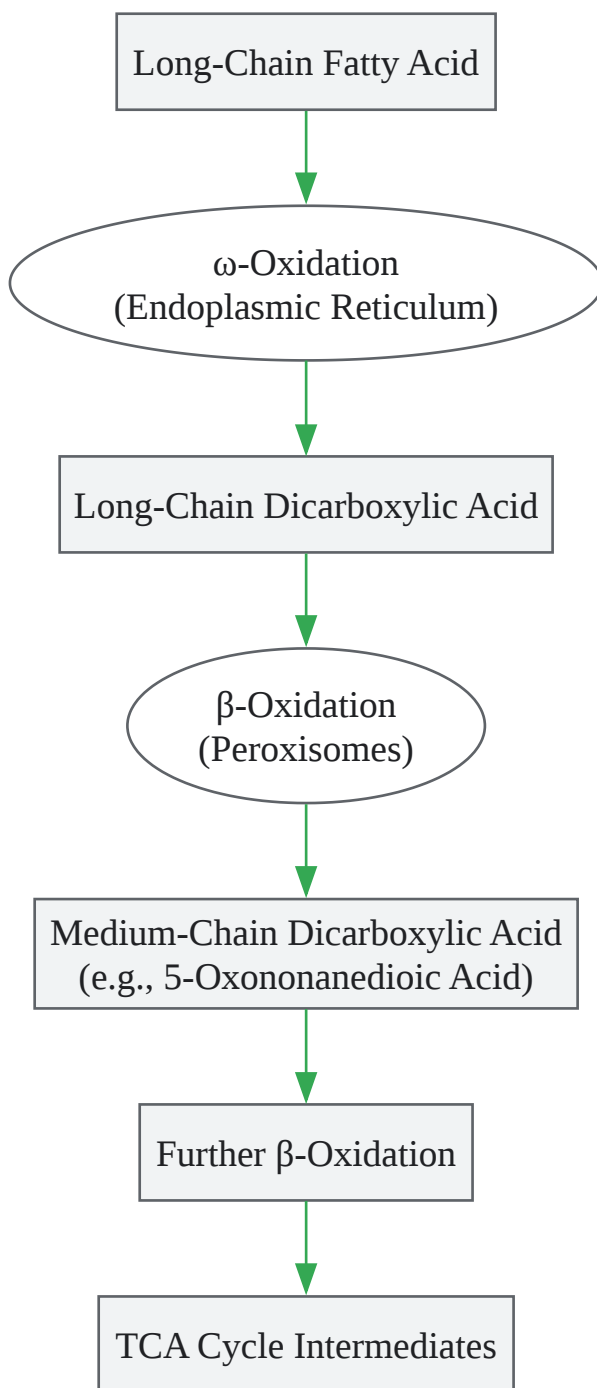 Long-Chain Fatty Acid
ω-Oxidation
(Endoplasmic Reticulum)
Long-Chain Dicarboxylic Acid
β-Oxidation
(Peroxisomes)
Medium-Chain Dicarboxylic Acid
(e.g., 5-Oxononanedioic Acid)
Further β-Oxidation
TCA Cycle Intermediates